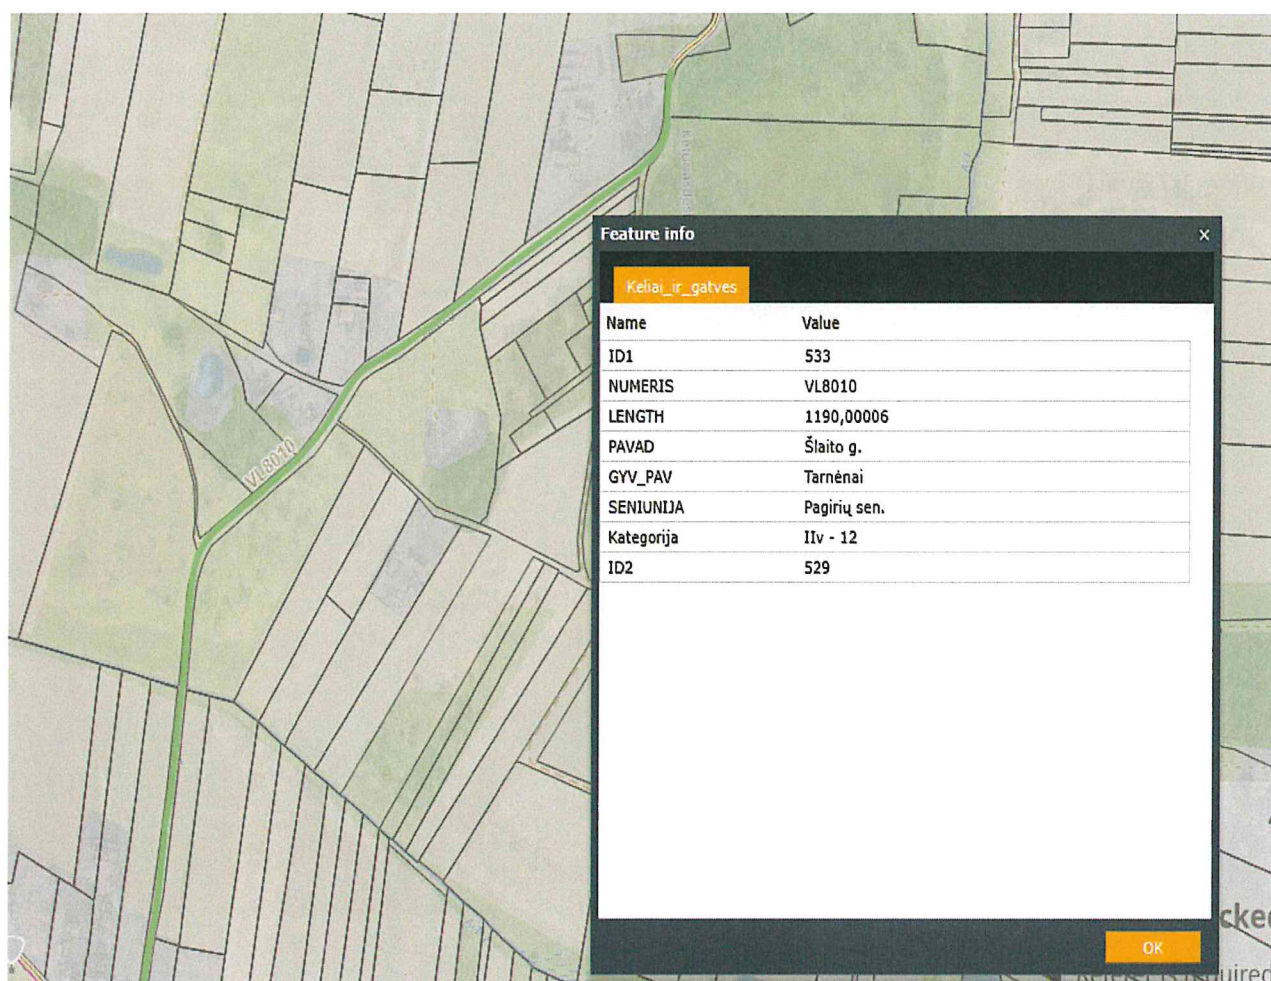 VL8010
Feature info
×
Keliai_ir_gatves
Name Value
ID1 533
NUMERIS VL8010
LENGTH 1190,00006
PAVAD Šlaito g.
GYV_PAV Tarnėnai
SENIUNIJA Pagirių sen.
Kategorija IIv - 12
ID2 529
OK